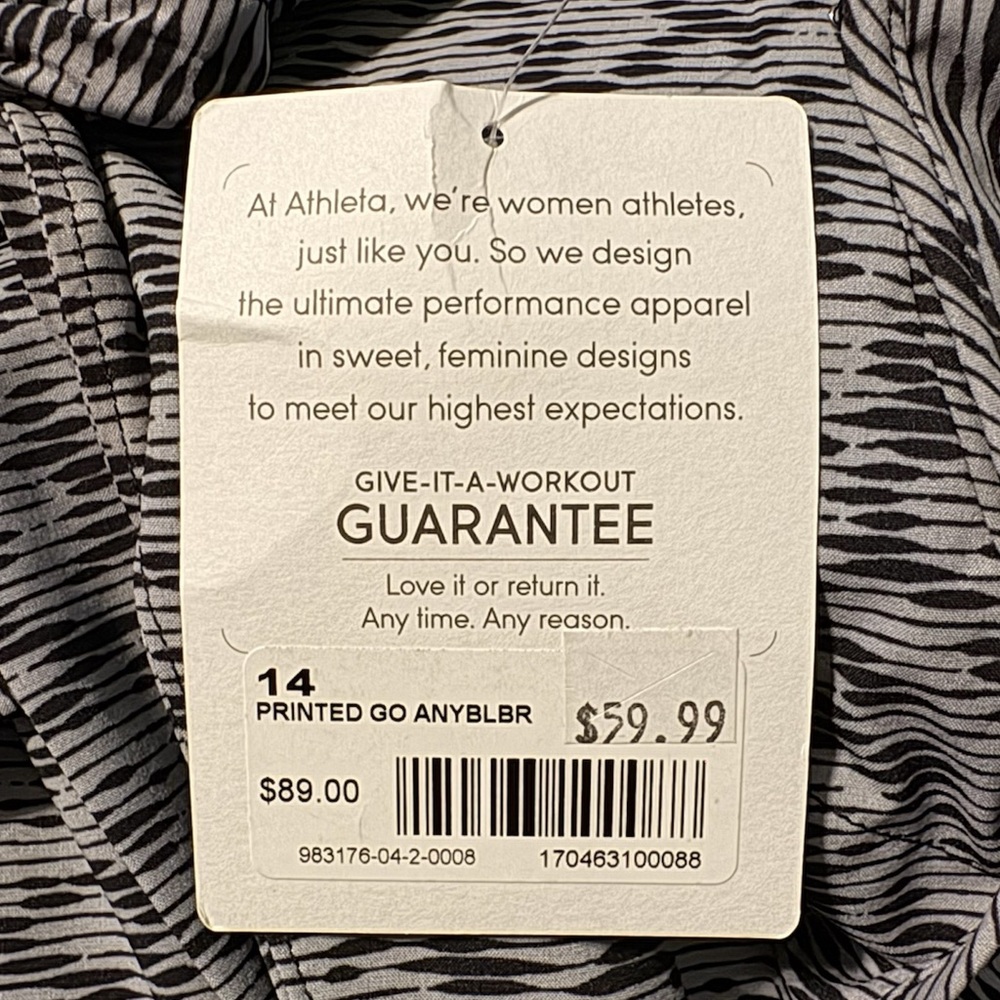 At Athleta, we're women athletes,
just like you. So we design
the ultimate performance apparel
in sweet, feminine designs
to meet our highest expectations.
GIVE-IT-A-WORKOUT
GUARANTEE
Love it or return it.
Any time. Any reason.
14
PRINTED GO ANYBLBR
$59.99
$89.00
983176-04-2-0008 170463100088